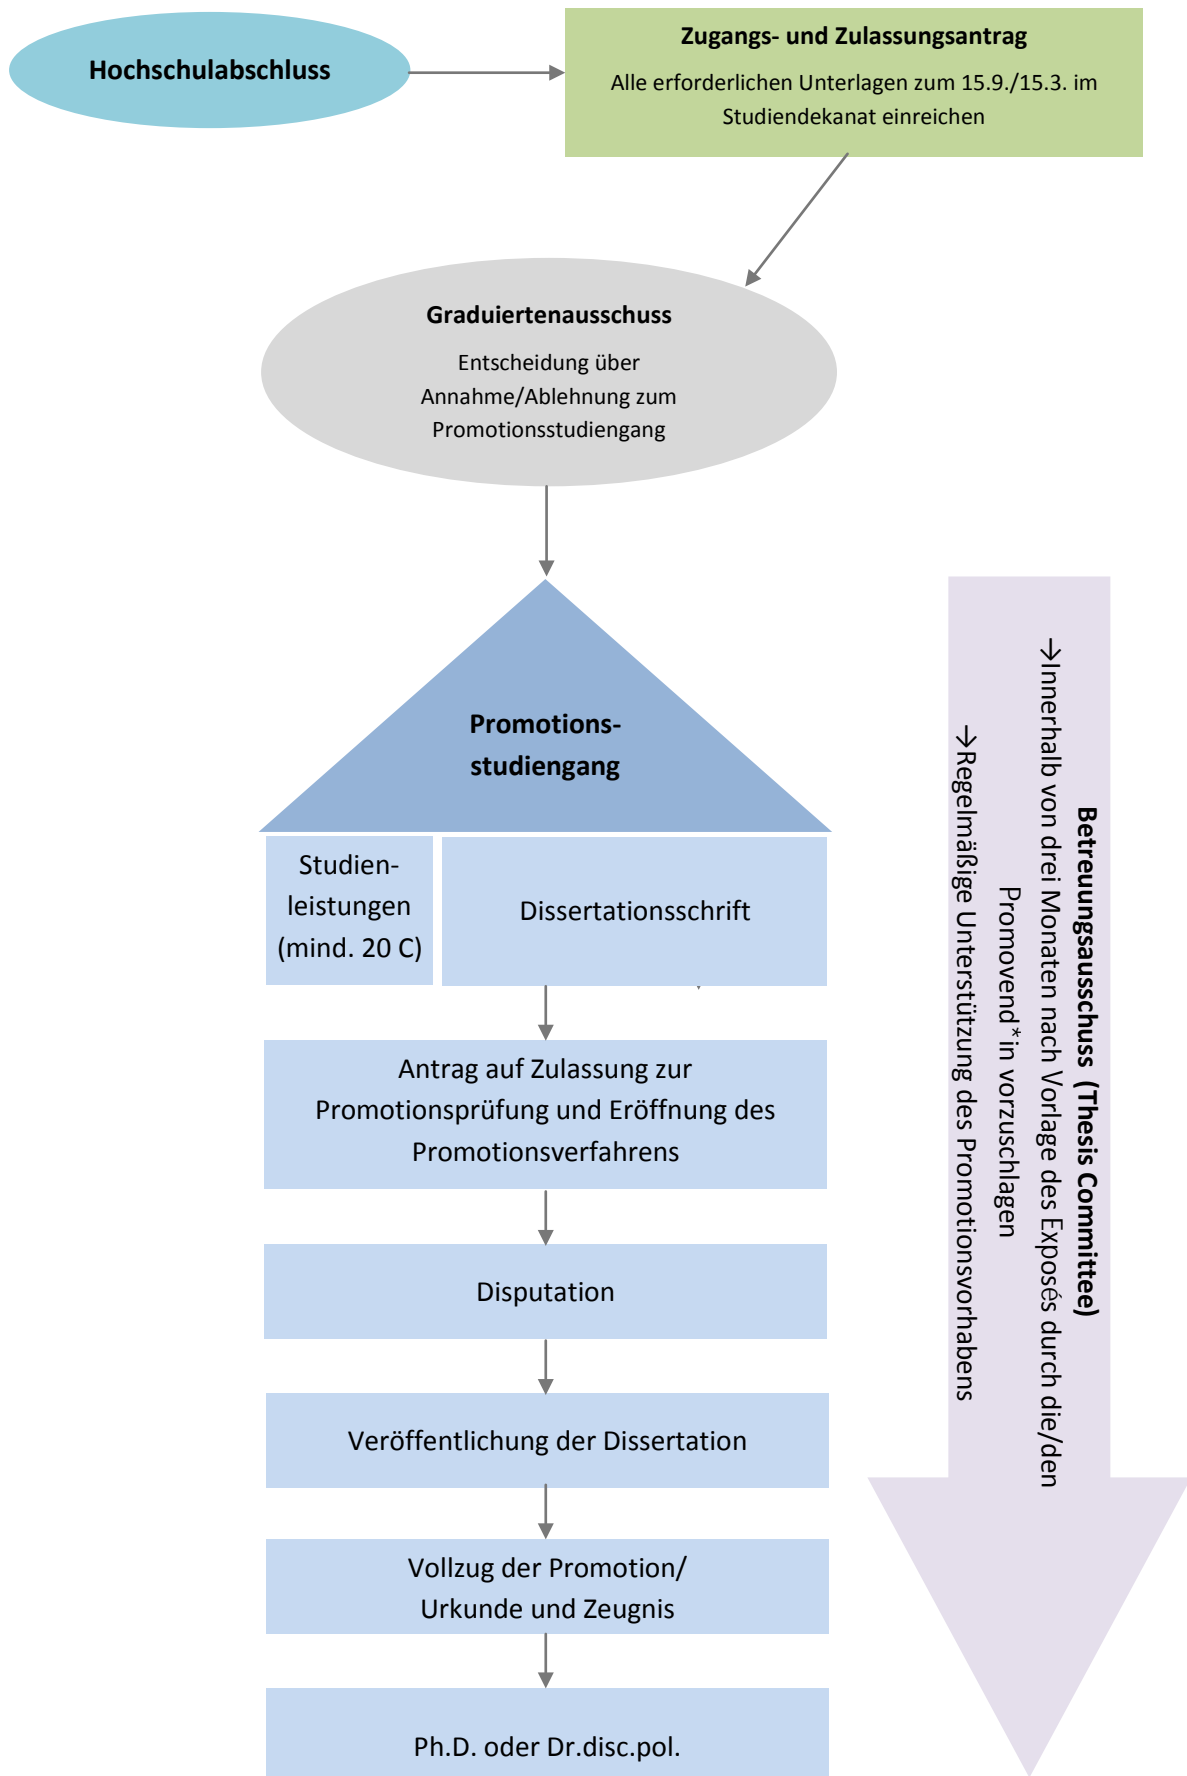 Hochschulabschluss
Zugangs- und Zulassungsantrag
Alle erforderlichen Unterlagen zum 15.9./15.3. im
Studiendekanat einreichen
Graduiertenausschuss
Entscheidung über
Annahme/Ablehnung zum
Promotionsstudiengang
Promotions-
studiengang
Studien-
leistungen
(mind. 20 C)
Dissertationsschrift
Antrag auf Zulassung zur
Promotionsprüfung und Eröffnung des
Promotionsverfahrens
Disputation
Veröffentlichung der Dissertation
Vollzug der Promotion/
Urkunde und Zeugnis
Ph.D. oder Dr.disc.pol.
Betreuungsausschuss (Thesis Committee)
→Innerhalb von drei Monaten nach Vorlage des Exposés durch die/den
Promovend*in vorzuschlagen
→Regelmäßige Unterstützung des Promotionsvorhabens